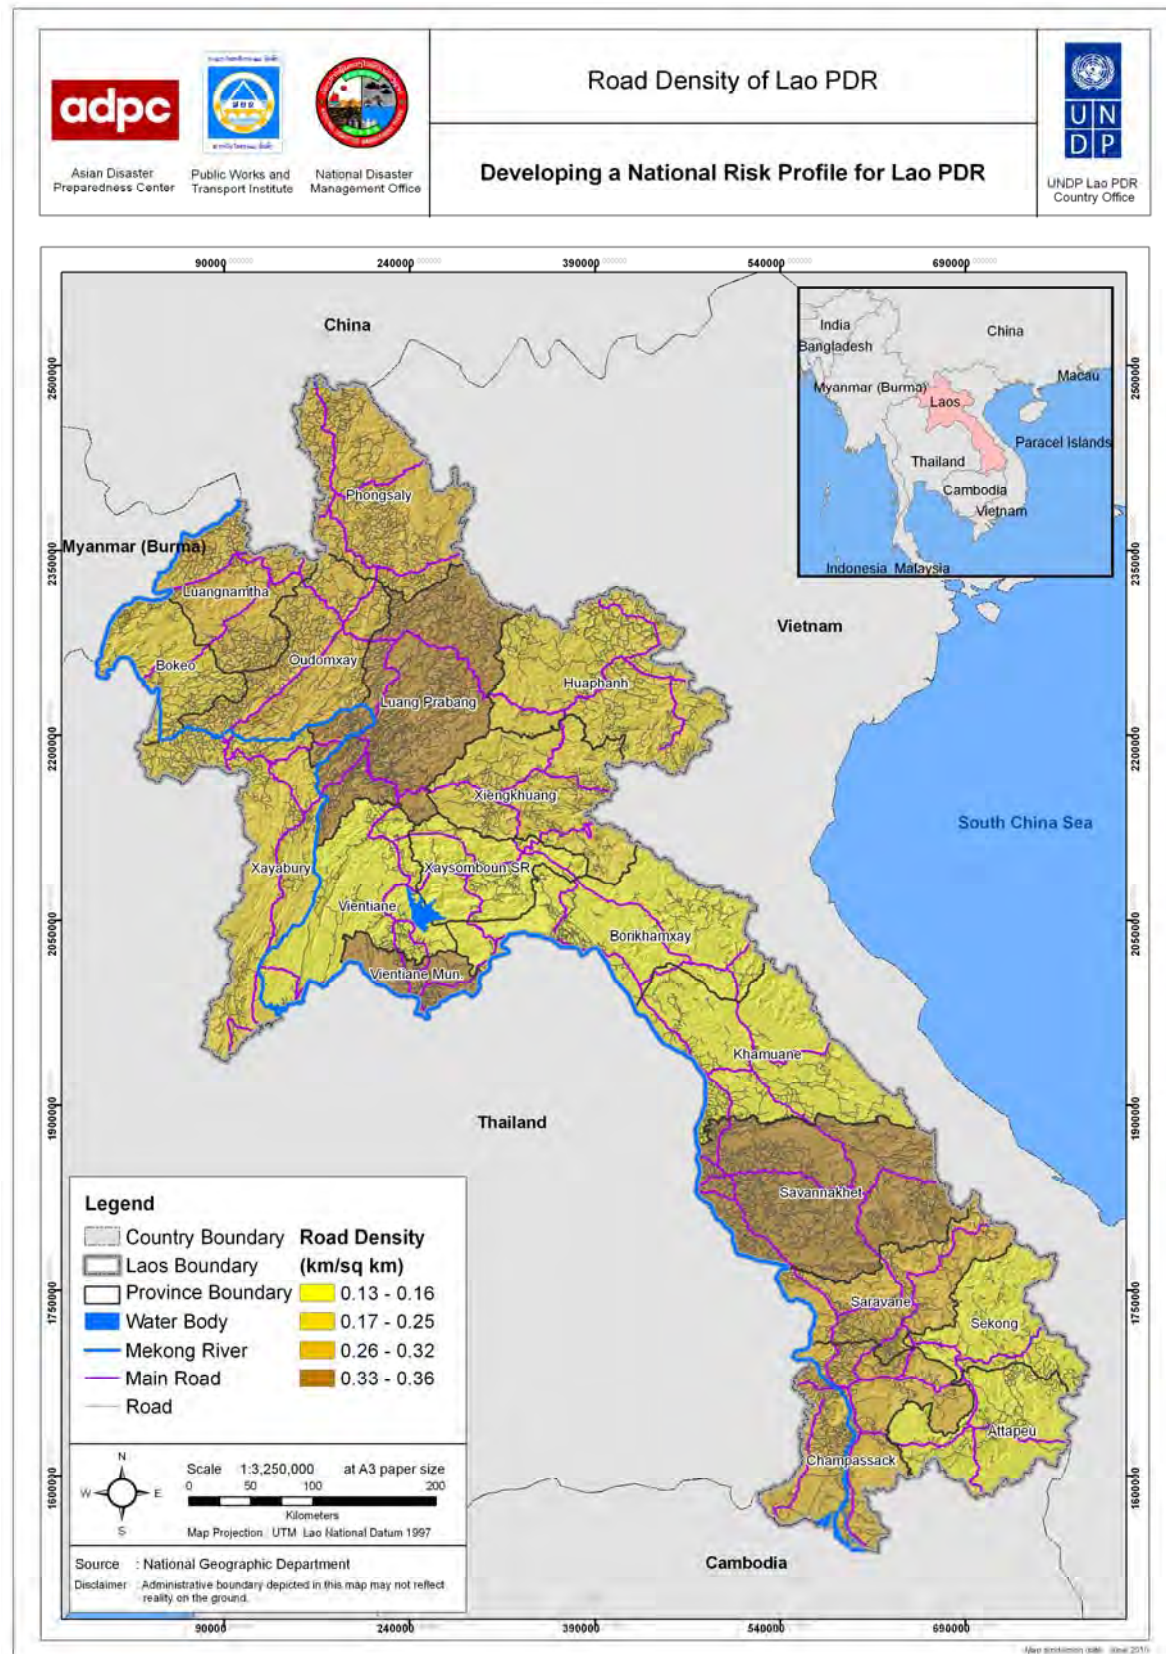 Road Density of Lao PDR
Developing a National Risk Profile for Lao PDR
adpc
Asian Disaster
Preparedness Center
Public Works and
Transport Institute
National Disaster
Management Office
U N
D P
UNDP Lao PDR
Country Office
90000
240000
390000
540000
690000
2500000
2350000
2200000
2050000
1900000
1750000
1600000
2500000
2350000
2200000
2050000
1900000
1750000
1600000
China
Myanmar (Burma)
Vietnam
South China Sea
Thailand
Cambodia
Phongsaly
Luangnamtha
Bokeo
Oudomxay
Luang Prabang
Huaphanh
Xiengkhuang
Xayabury
Xaysomboun SR
Vientiane
Borikhamxay
Vientiane Mun.
Khamuane
Savannakhet
Saravane
Sekong
Attapeu
Champassack
India
China
Bangladesh
Macau
Myanmar (Burma)
Laos
Paracel Islands
Thailand
Cambodia
Vietnam
Indonesia
Malaysia
Legend
Country Boundary
Laos Boundary
Province Boundary
Water Body
Mekong River
Main Road
Road
Road Density
(km/sq km)
0.13 - 0.16
0.17 - 0.25
0.26 - 0.32
0.33 - 0.36
N
W
E
S
Scale 1:3,250,000 at A3 paper size
0 50 100 200
Kilometers
Map Projection : UTM Lao National Datum 1997
Source : National Geographic Department
Disclaimer : Administrative boundary depicted in this map may not reflect
reality on the ground.
90000
240000
390000
540000
690000